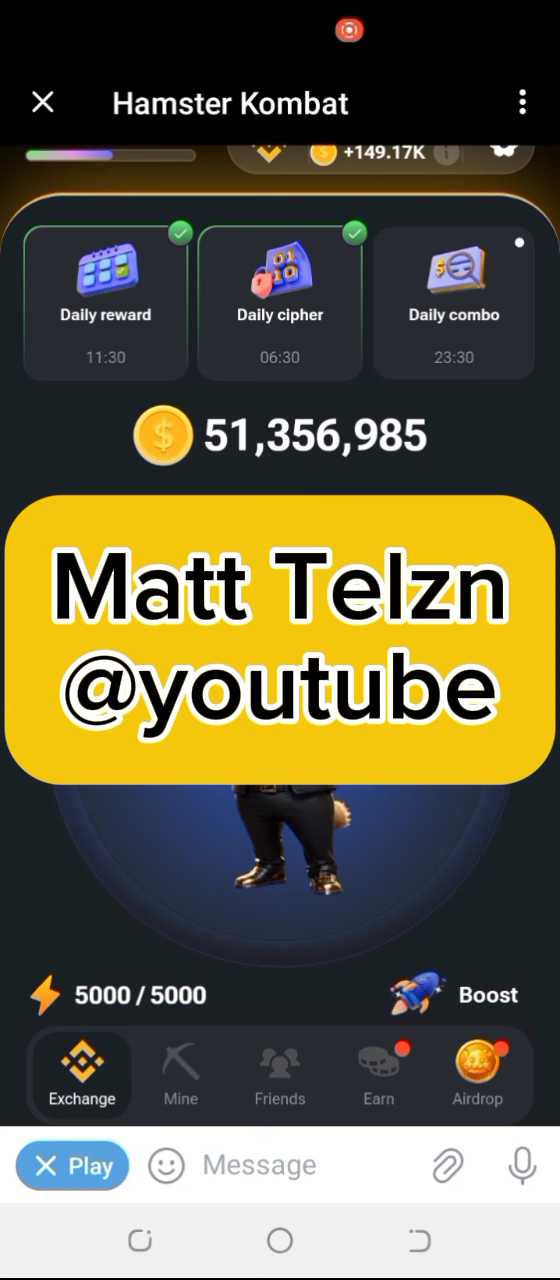 Hamster Kombat
+149.17K
Daily reward
Daily cipher
Daily combo
11:30
06:30
23:30
51,356,985
Matt Telzn
@youtube
5000 / 5000
Boost
Exchange
Mine
Friends
Earn
Airdrop
Play
Message